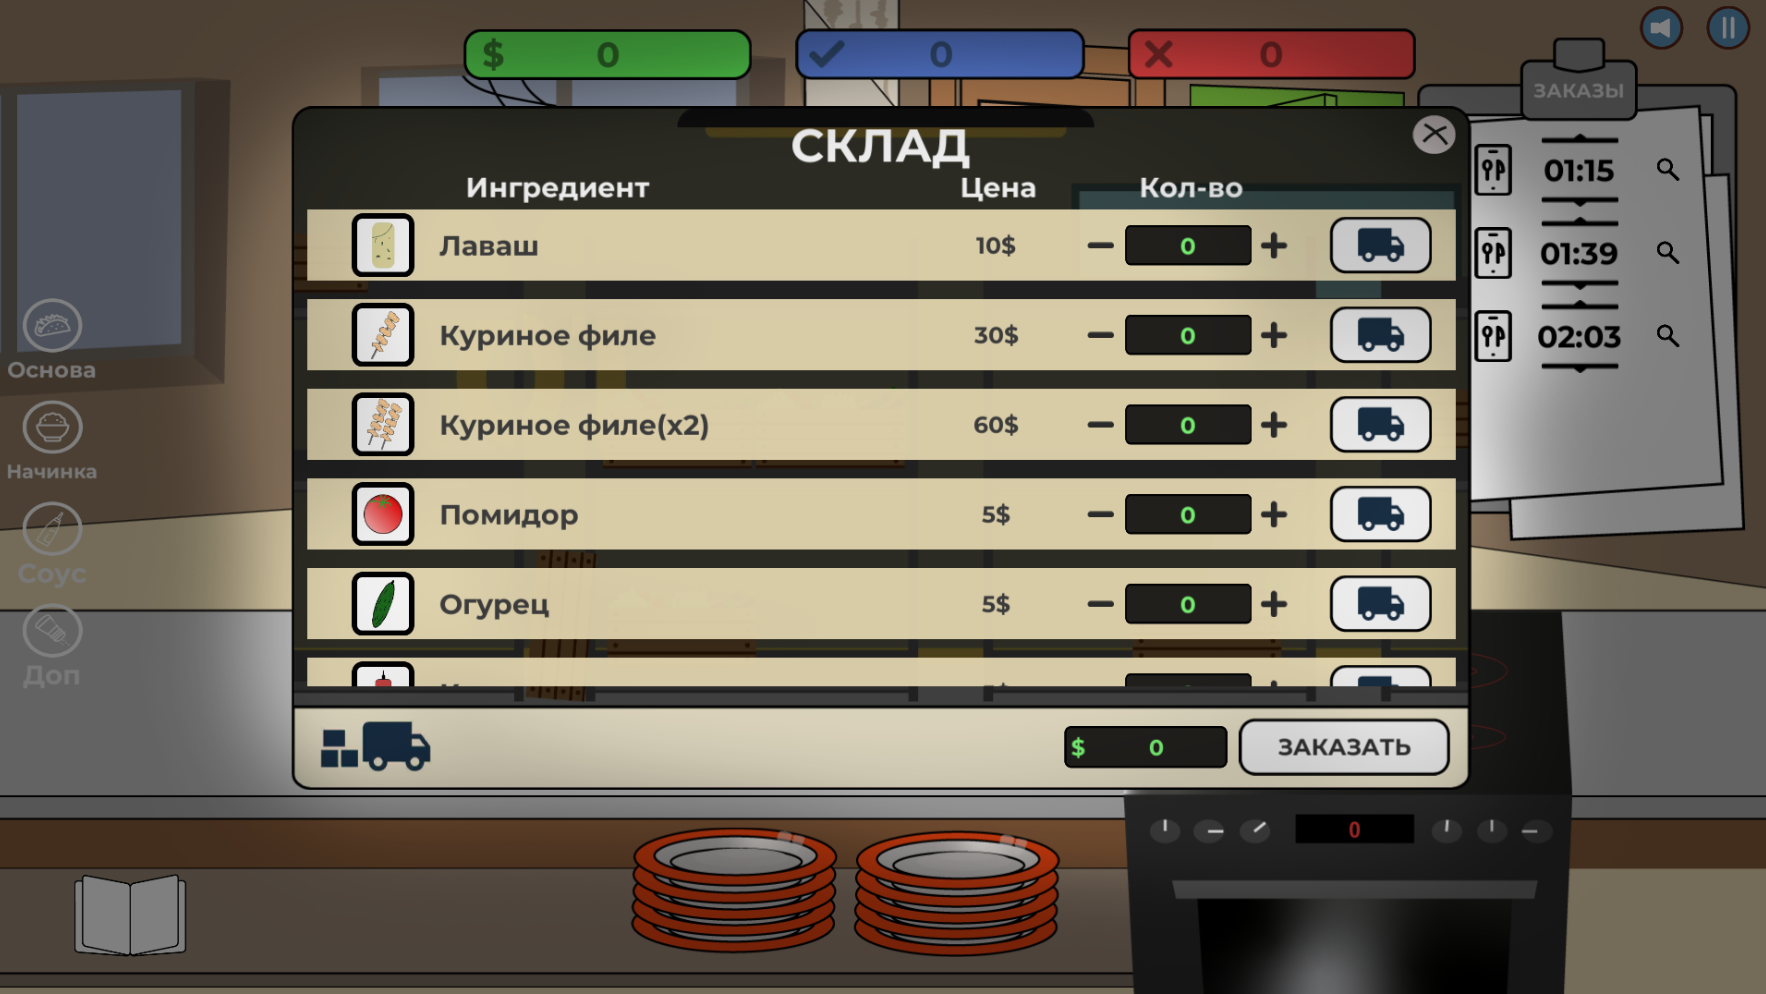 $ 0
0
0
ЗАКАЗЫ
01:15
01:39
02:03
СКЛАД
Ингредиент Цена Кол-во
Лаваш 10$ 0
Куриное филе 30$ 0
Куриное филе(х2) 60$ 0
Помидор 5$ 0
Огурец 5$ 0
$ 0 ЗАКАЗАТЬ
Основа
Начинка
Соус
Доп
0